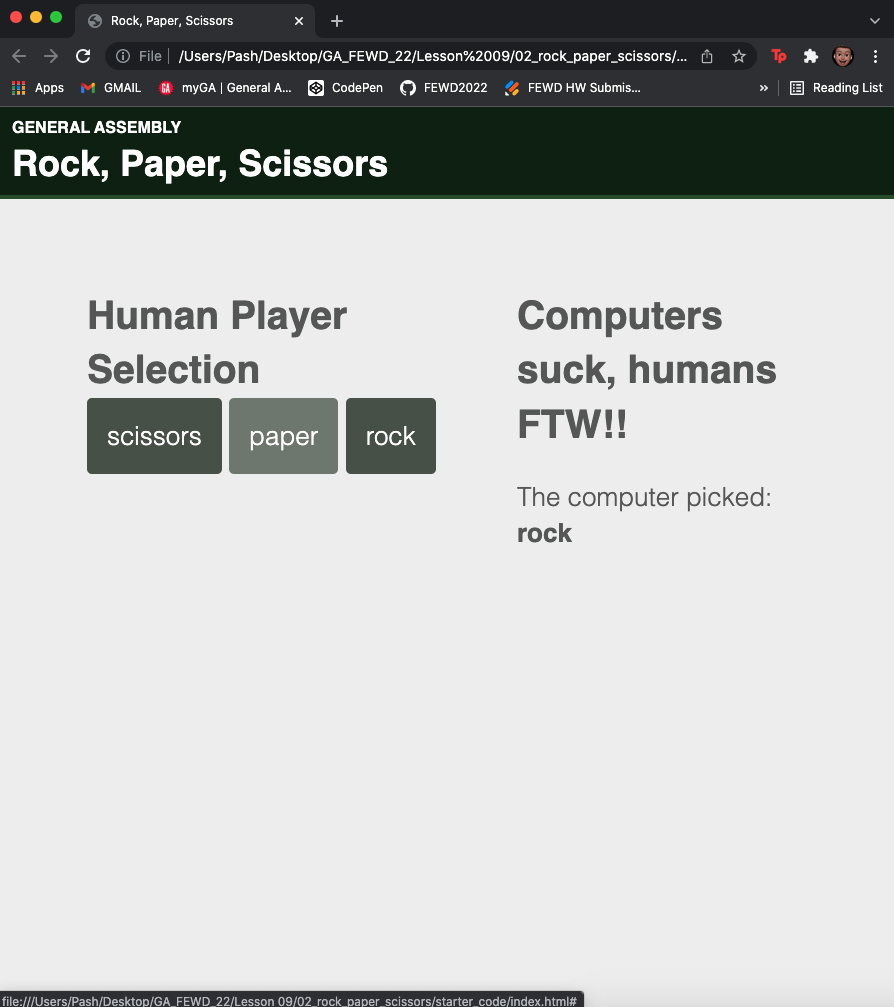 Rock, Paper, Scissors
File
/Users/Pash/Desktop/GA_FEWD_22/Lesson%2009/02_rock_paper_scissors/...
Tp
Apps
GMAIL
GA
myGA | General A...
CodePen
FEWD2022
FEWD HW Submis...
»
Reading List
GENERAL ASSEMBLY
Rock, Paper, Scissors
Human Player
Selection
scissors paper rock
Computers
suck, humans
FTW!!
The computer picked:
rock
file:///Users/Pash/Desktop/GA_FEWD_22/Lesson 09/02_rock_paper_scissors/starter_code/index.html#